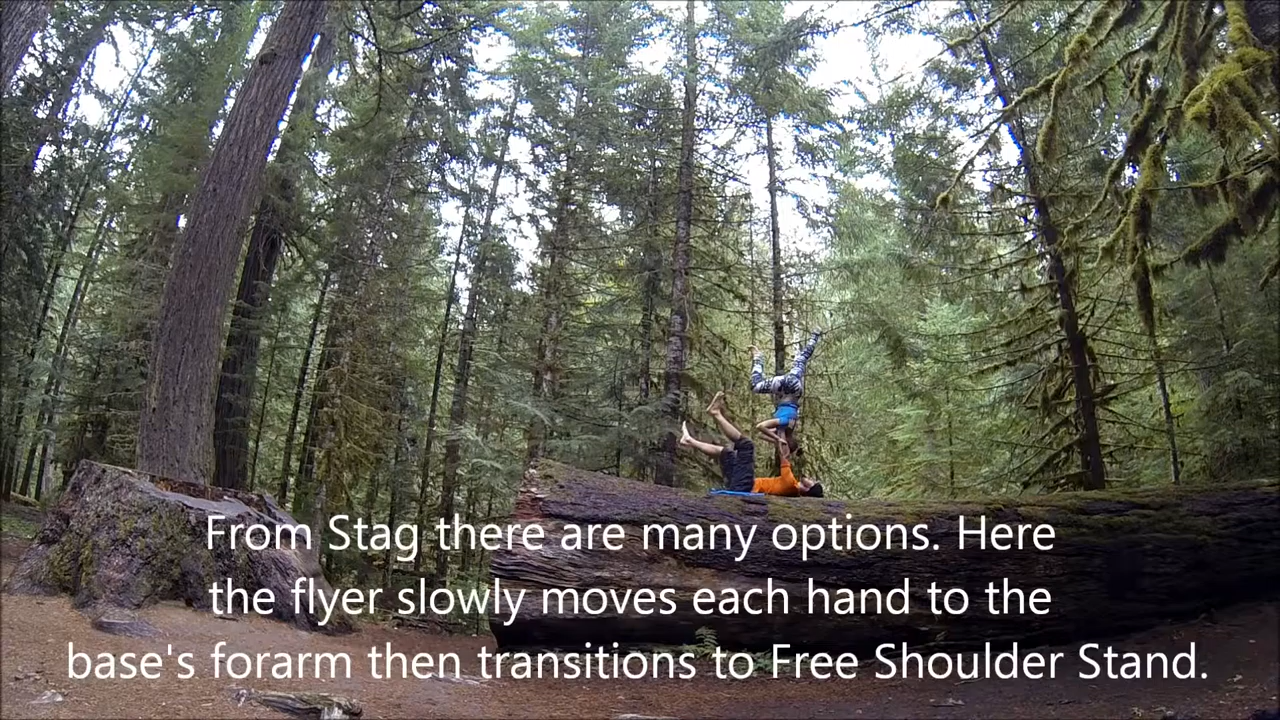 From Stag there are many options. Here
the flyer slowly moves each hand to the
base's forarm then transitions to Free Shoulder Stand.